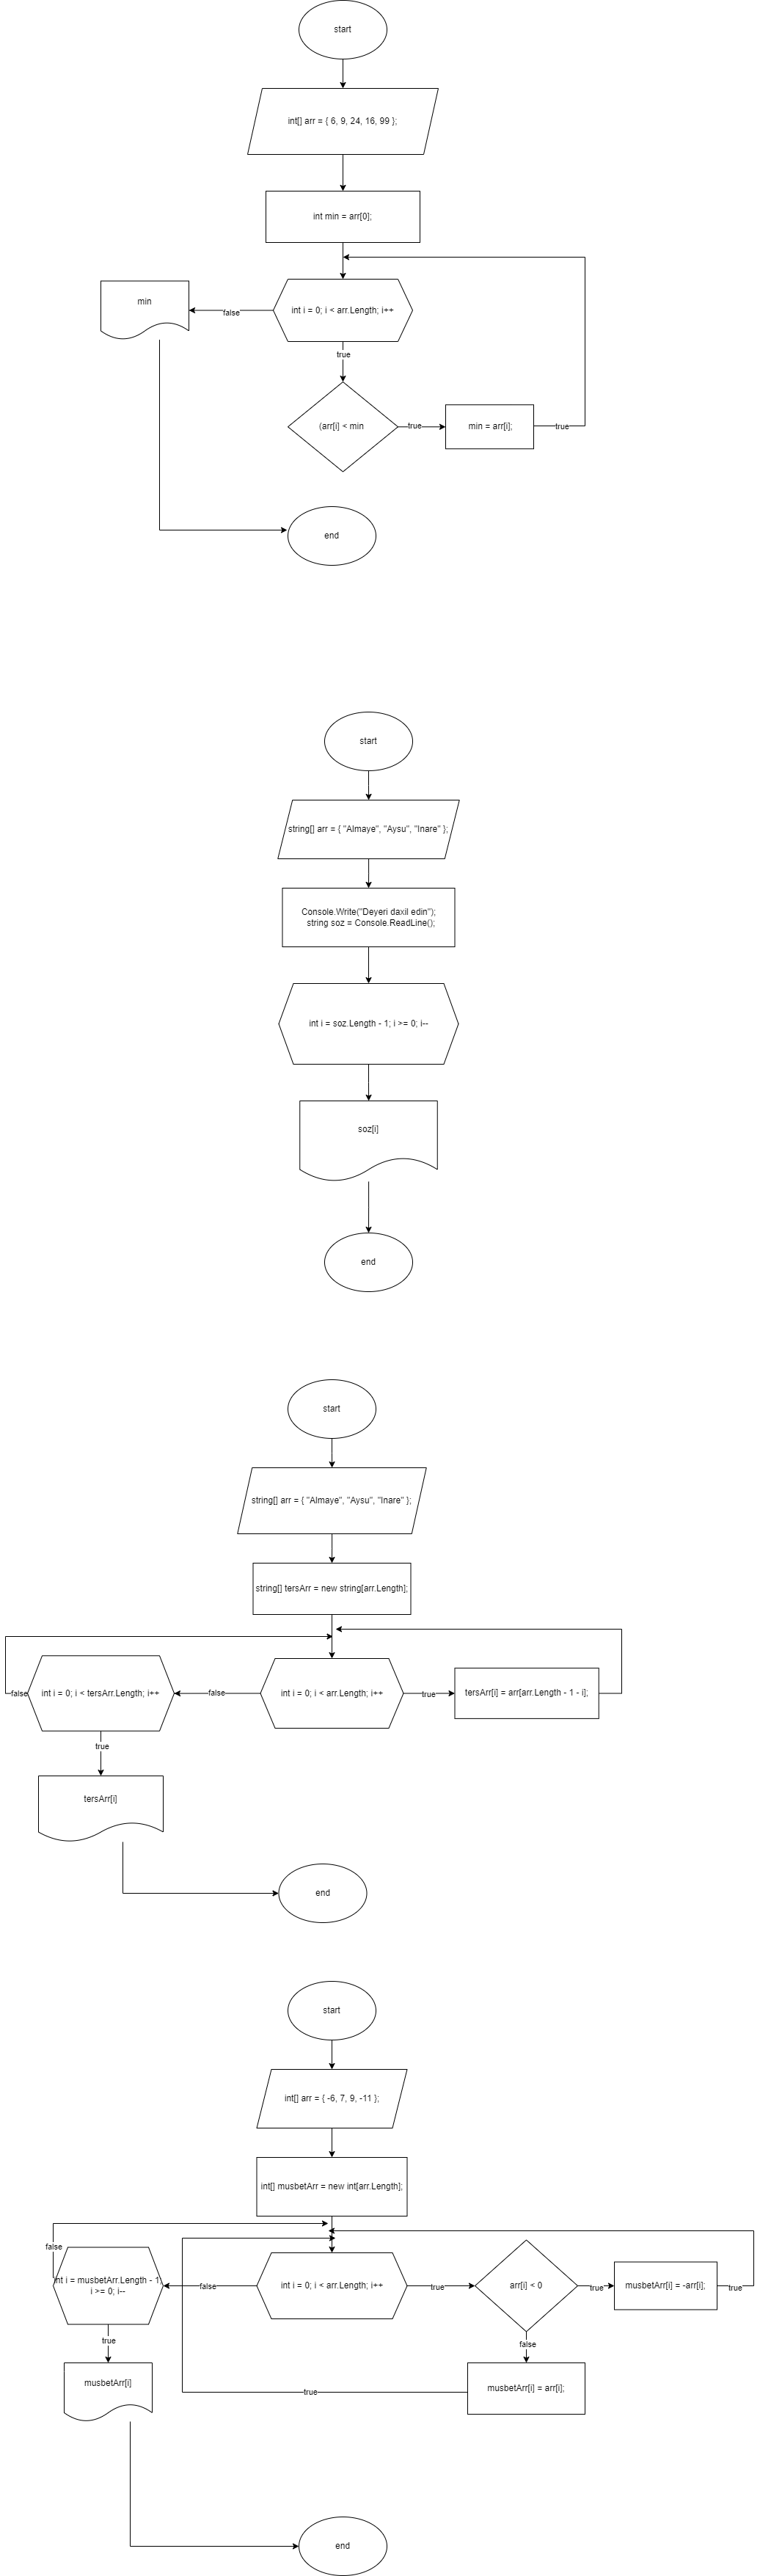 start
int[] arr = { 6, 9, 24, 16, 99 };
int min = arr[0];
min
false
int i = 0; i < arr.Length; i++
true
(arr[i] < min
true
min = arr[i];
true
end
start
string[] arr = { "Almaye", "Aysu", "Inare" };
Console.Write("Deyeri daxil edin");
string soz = Console.ReadLine();
int i = soz.Length - 1; i >= 0; i--
soz[i]
end
start
string[] arr = { "Almaye", "Aysu", "Inare" };
string[] tersArr = new string[arr.Length];
false
int i = 0; i < tersArr.Length; i++
false
int i = 0; i < arr.Length; i++
true
tersArr[i] = arr[arr.Length - 1 - i];
true
tersArr[i]
end
start
int[] arr = { -6, 7, 9, -11 };
int[] musbetArr = new int[arr.Length];
false
int i = musbetArr.Length - 1;
i >= 0; i--
false
int i = 0; i < arr.Length; i++
true
arr[i] < 0
true
musbetArr[i] = -arr[i];
true
true
false
musbetArr[i]
musbetArr[i] = arr[i];
true
end